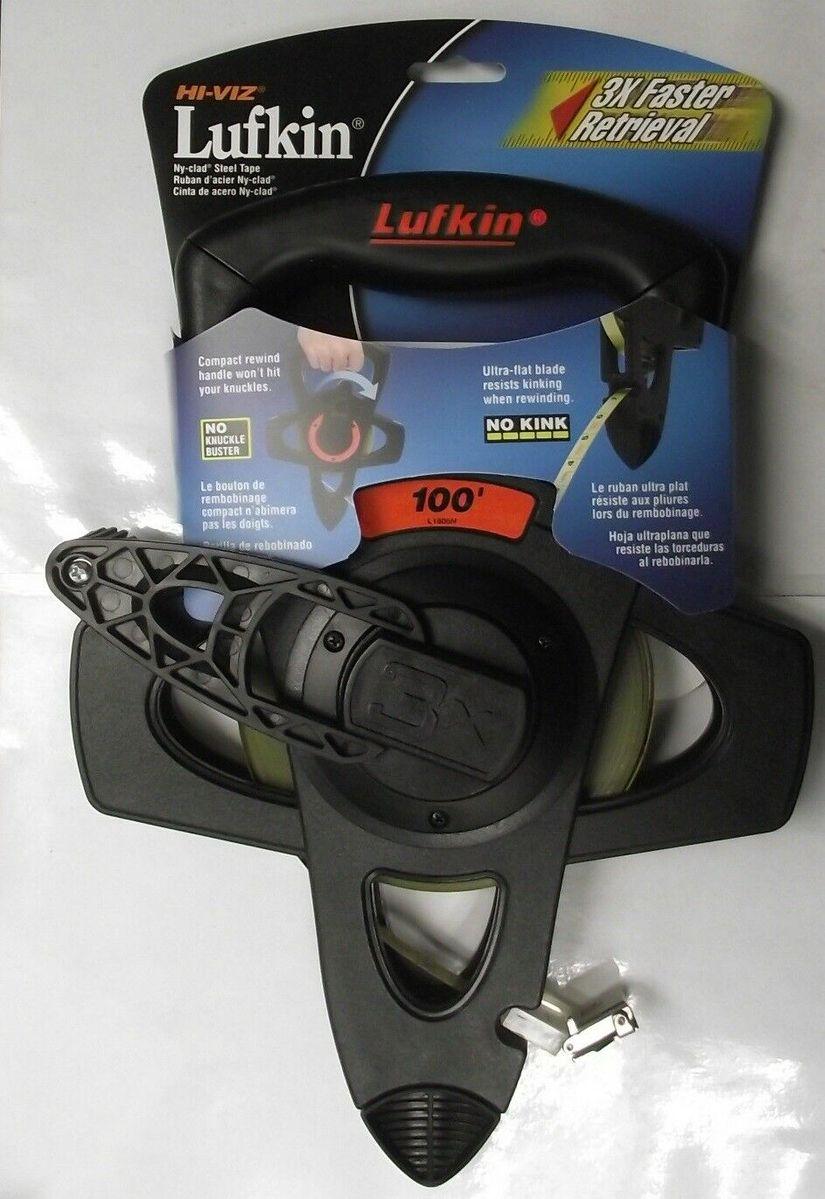 HI-VIZ®
Lufkin®
Ny-clad® Steel Tape
Ruban d'acier Ny-clad®
Cinta de acero Ny-clad®
3X Faster
Retrieval
Lufkin®
Compact rewind
handle won't hit
your knuckles.
NO
KNUCKLE
BUSTER
Le bouton de
rembobinage
compact n'abimera
pas les doigts.
de rebobinado
Ultra-flat blade
resists kinking
when rewinding.
NO KINK
Le ruban ultra plat
résiste aux pliures
lors du rembobinage.
Hoja ultraplana que
resiste las torceduras
al rebobinarla.
100'
3x